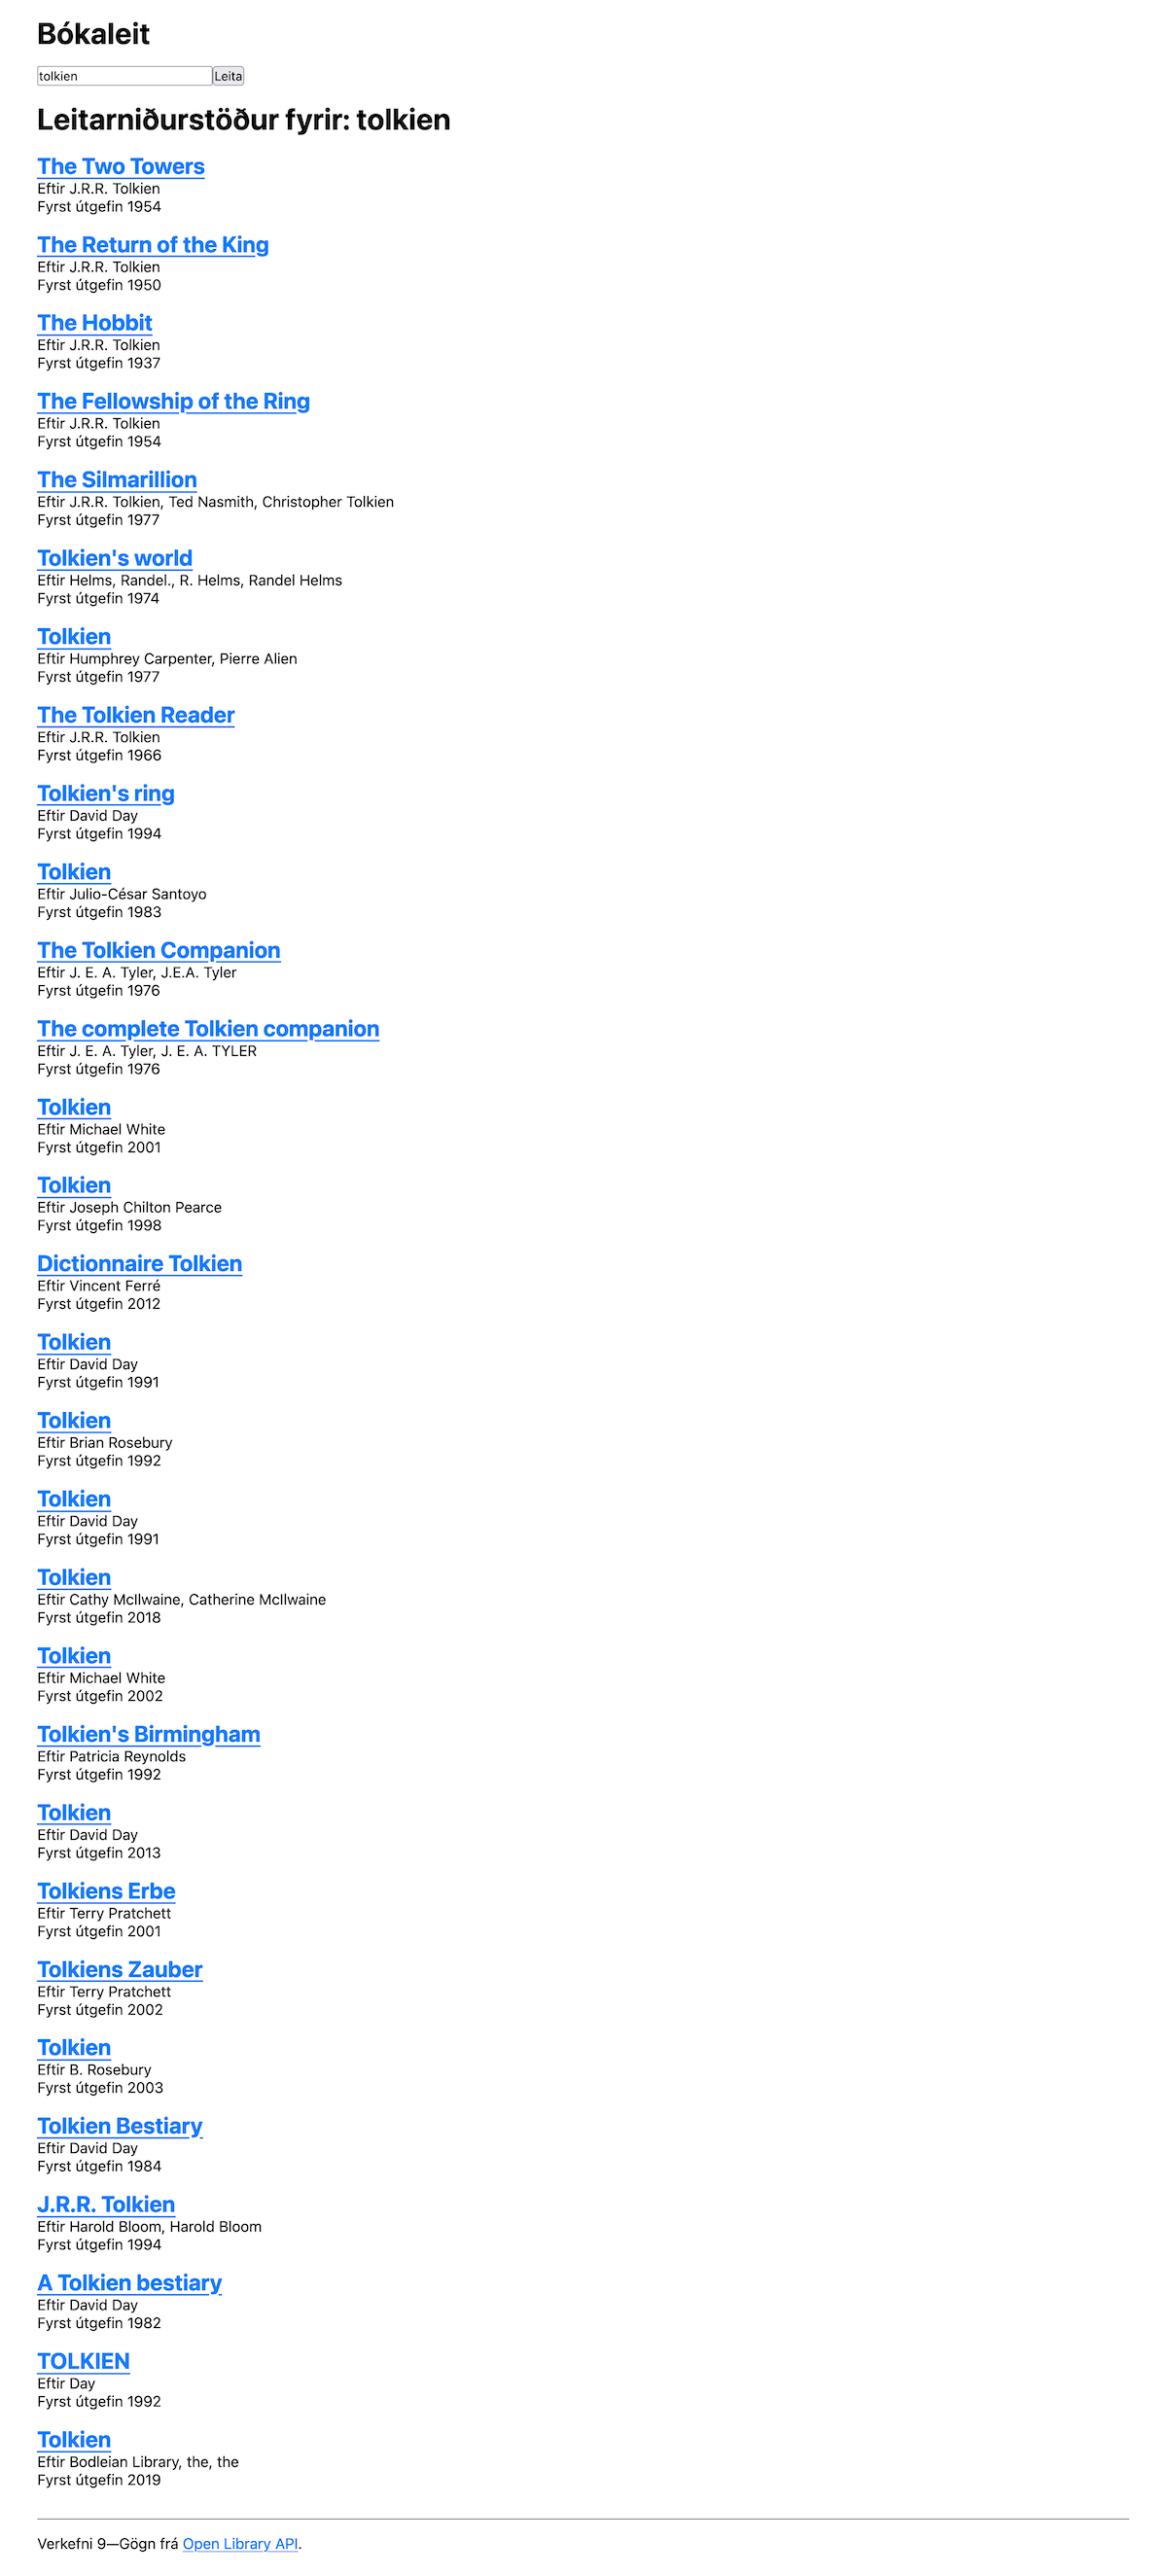 Bókaleit
tolkien Leita
Leitarniðurstöður fyrir: tolkien
The Two Towers
Eftir J.R.R. Tolkien
Fyrst útgefin 1954
The Return of the King
Eftir J.R.R. Tolkien
Fyrst útgefin 1950
The Hobbit
Eftir J.R.R. Tolkien
Fyrst útgefin 1937
The Fellowship of the Ring
Eftir J.R.R. Tolkien
Fyrst útgefin 1954
The Silmarillion
Eftir J.R.R. Tolkien, Ted Nasmith, Christopher Tolkien
Fyrst útgefin 1977
Tolkien's world
Eftir Helms, Randel., R. Helms, Randel Helms
Fyrst útgefin 1974
Tolkien
Eftir Humphrey Carpenter, Pierre Alien
Fyrst útgefin 1977
The Tolkien Reader
Eftir J.R.R. Tolkien
Fyrst útgefin 1966
Tolkien's ring
Eftir David Day
Fyrst útgefin 1994
Tolkien
Eftir Julio-César Santoyo
Fyrst útgefin 1983
The Tolkien Companion
Eftir J. E. A. Tyler, J.E.A. Tyler
Fyrst útgefin 1976
The complete Tolkien companion
Eftir J. E. A. Tyler, J. E. A. TYLER
Fyrst útgefin 1976
Tolkien
Eftir Michael White
Fyrst útgefin 2001
Tolkien
Eftir Joseph Chilton Pearce
Fyrst útgefin 1998
Dictionnaire Tolkien
Eftir Vincent Ferré
Fyrst útgefin 2012
Tolkien
Eftir David Day
Fyrst útgefin 1991
Tolkien
Eftir Brian Rosebury
Fyrst útgefin 1992
Tolkien
Eftir David Day
Fyrst útgefin 1991
Tolkien
Eftir Cathy McIlwaine, Catherine McIlwaine
Fyrst útgefin 2018
Tolkien
Eftir Michael White
Fyrst útgefin 2002
Tolkien's Birmingham
Eftir Patricia Reynolds
Fyrst útgefin 1992
Tolkien
Eftir David Day
Fyrst útgefin 2013
Tolkiens Erbe
Eftir Terry Pratchett
Fyrst útgefin 2001
Tolkiens Zauber
Eftir Terry Pratchett
Fyrst útgefin 2002
Tolkien
Eftir B. Rosebury
Fyrst útgefin 2003
Tolkien Bestiary
Eftir David Day
Fyrst útgefin 1984
J.R.R. Tolkien
Eftir Harold Bloom, Harold Bloom
Fyrst útgefin 1994
A Tolkien bestiary
Eftir David Day
Fyrst útgefin 1982
TOLKIEN
Eftir Day
Fyrst útgefin 1992
Tolkien
Eftir Bodleian Library, the, the
Fyrst útgefin 2019
Verkefni 9—Gögn frá Open Library API.